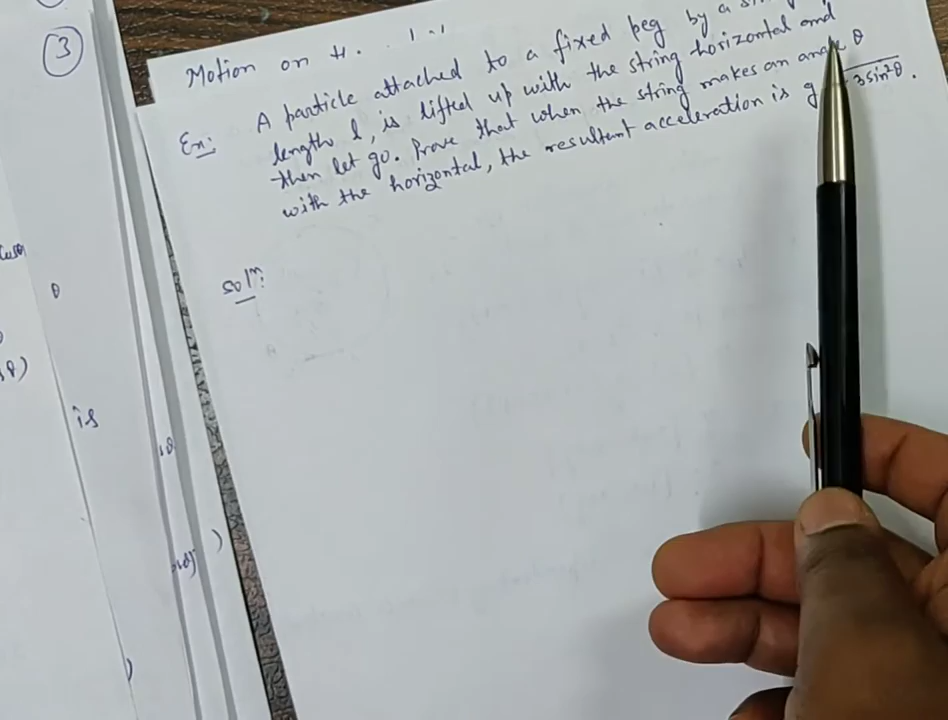 3
Motion on
Ex: A particle attached to a fixed peg by a
length l, is lifted up with the string horizontal and
then let go. Prove that when the string makes an angle θ
with the horizontal, the resultant acceleration is g 3sin²θ.
Soln:
θ
is